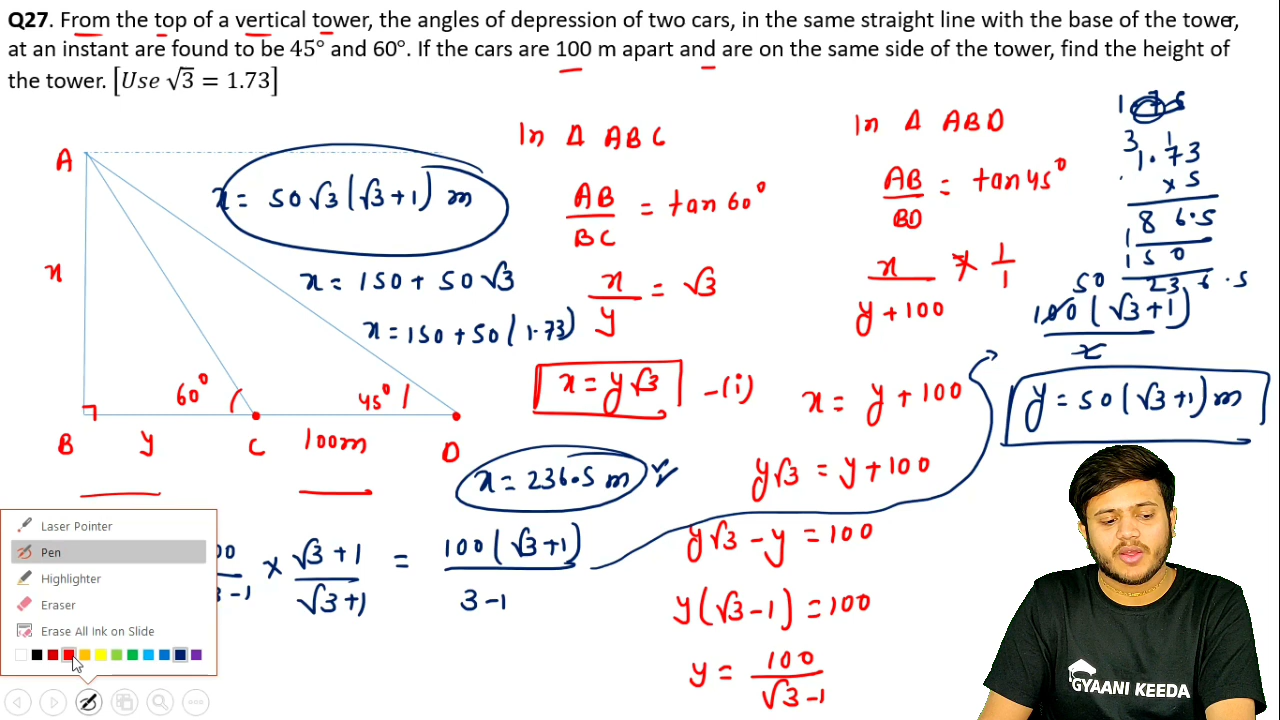 Q27. From the top of a vertical tower, the angles of depression of two cars, in the same straight line with the base of the tower,
at an instant are found to be 45° and 60°. If the cars are 100 m apart and are on the same side of the tower, find the height of
the tower. [Use √3 = 1.73]
A
x
60°
45°
B
y
C
100m
D
x = 50√3(√3+1) m
x = 150 + 50√3
x = 150 + 50(1.73)
x = 236.5 m
In Δ ABC
AB/BC = tan 60°
x/y = √3
x = y√3 —(i)
In Δ ABD
AB/BD = tan 45°
x/y + 100 = 1/1
x = y + 100
y√3 = y + 100
y√3 – y = 100
y(√3 – 1) = 100
y = 100/√3 – 1
× √3 + 1/√3 + 1 = 100(√3+1)/3 – 1
50
100(√3+1)/2
y = 50(√3+1) m
3 1
1.73
× 5
86.5
150
236.5
Laser Pointer
Pen
Highlighter
Eraser
Erase All Ink on Slide
GYAANI KEEDA